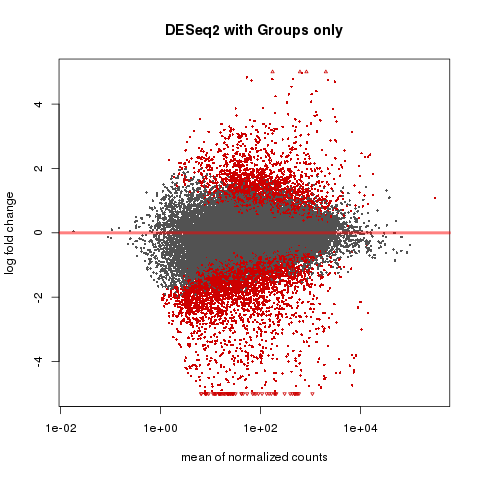 DESeq2 with Groups only
log fold change
4
2
0
-2
-4
1e-02
1e+00
1e+02
1e+04
mean of normalized counts